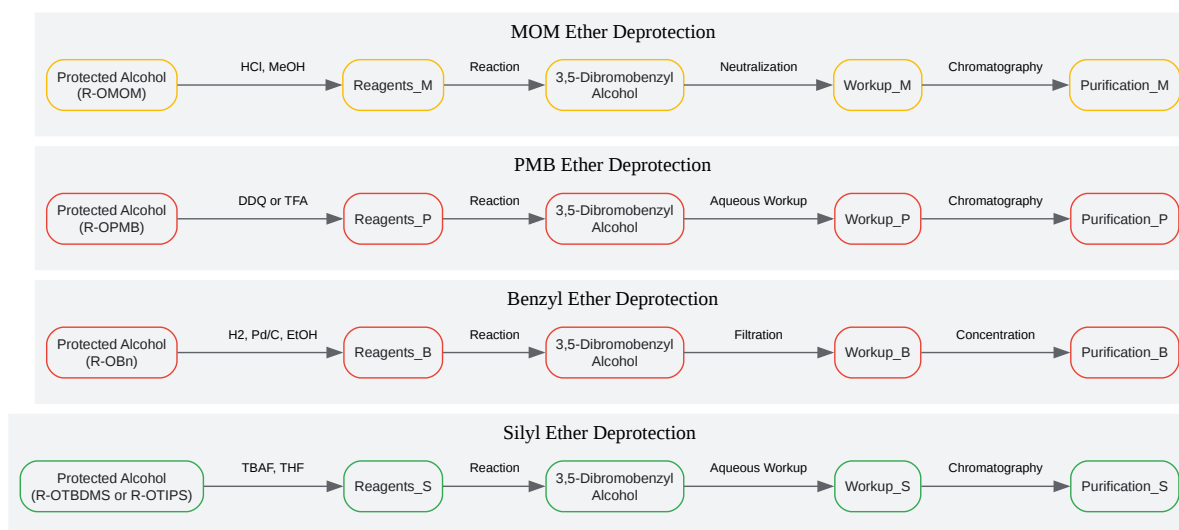 MOM Ether Deprotection
Protected Alcohol
(R-OMOM)
HCl, MeOH
Reagents_M
Reaction
3,5-Dibromobenzyl
Alcohol
Neutralization
Workup_M
Chromatography
Purification_M
PMB Ether Deprotection
Protected Alcohol
(R-OPMB)
DDQ or TFA
Reagents_P
Reaction
3,5-Dibromobenzyl
Alcohol
Aqueous Workup
Workup_P
Chromatography
Purification_P
Benzyl Ether Deprotection
Protected Alcohol
(R-OBn)
H2, Pd/C, EtOH
Reagents_B
Reaction
3,5-Dibromobenzyl
Alcohol
Filtration
Workup_B
Concentration
Purification_B
Silyl Ether Deprotection
Protected Alcohol
(R-OTBDMS or R-OTIPS)
TBAF, THF
Reagents_S
Reaction
3,5-Dibromobenzyl
Alcohol
Aqueous Workup
Workup_S
Chromatography
Purification_S